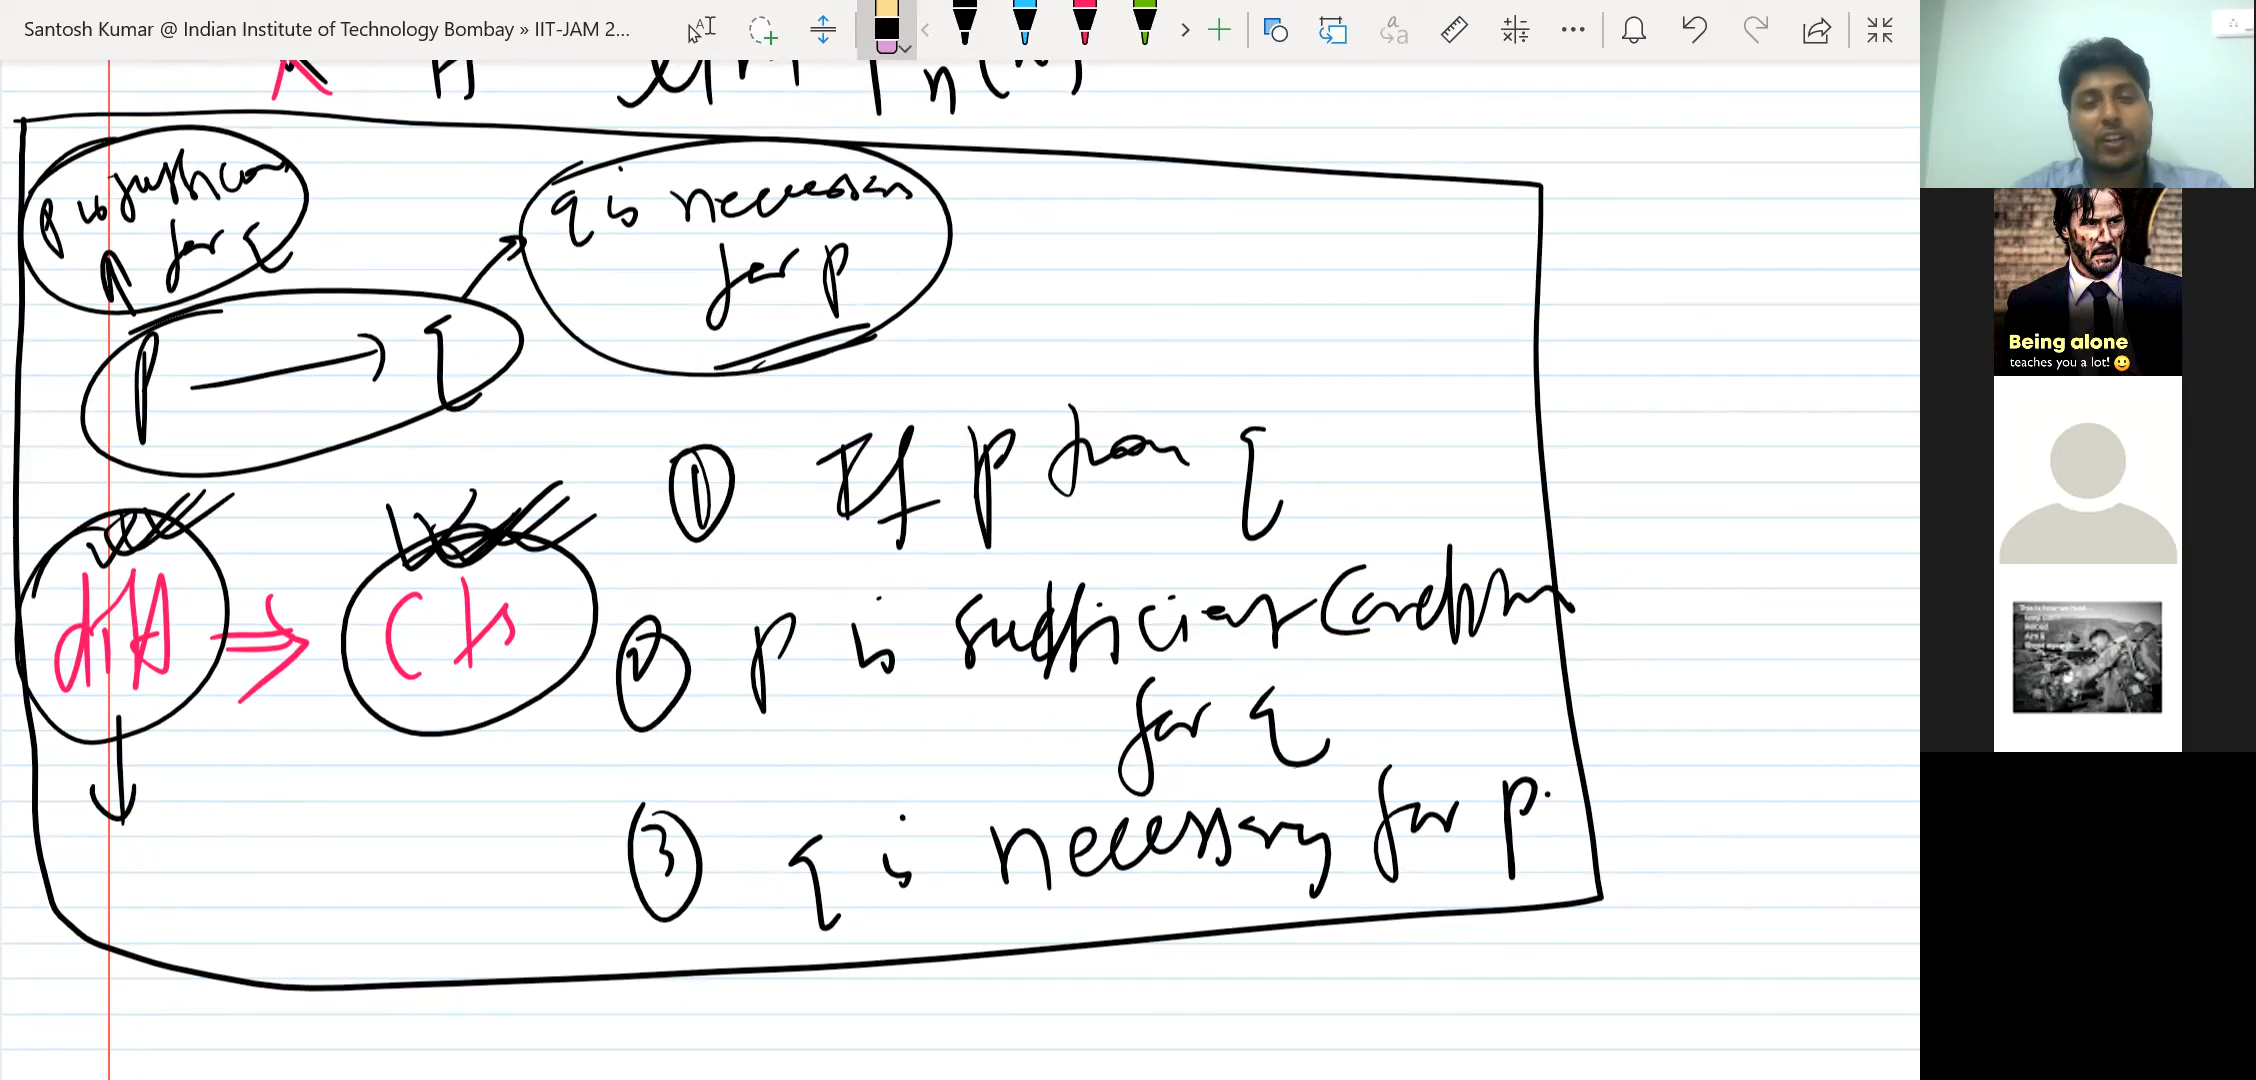 Santosh Kumar @ Indian Institute of Technology Bombay » IIT-JAM 2...
p is
for q
q is necessary
for p
p → q
① If p then q
diff ⇒ Cts
② p is sufficient Condition
for q
③ q is necessary for p.
Being alone
teaches you a lot! 🙂